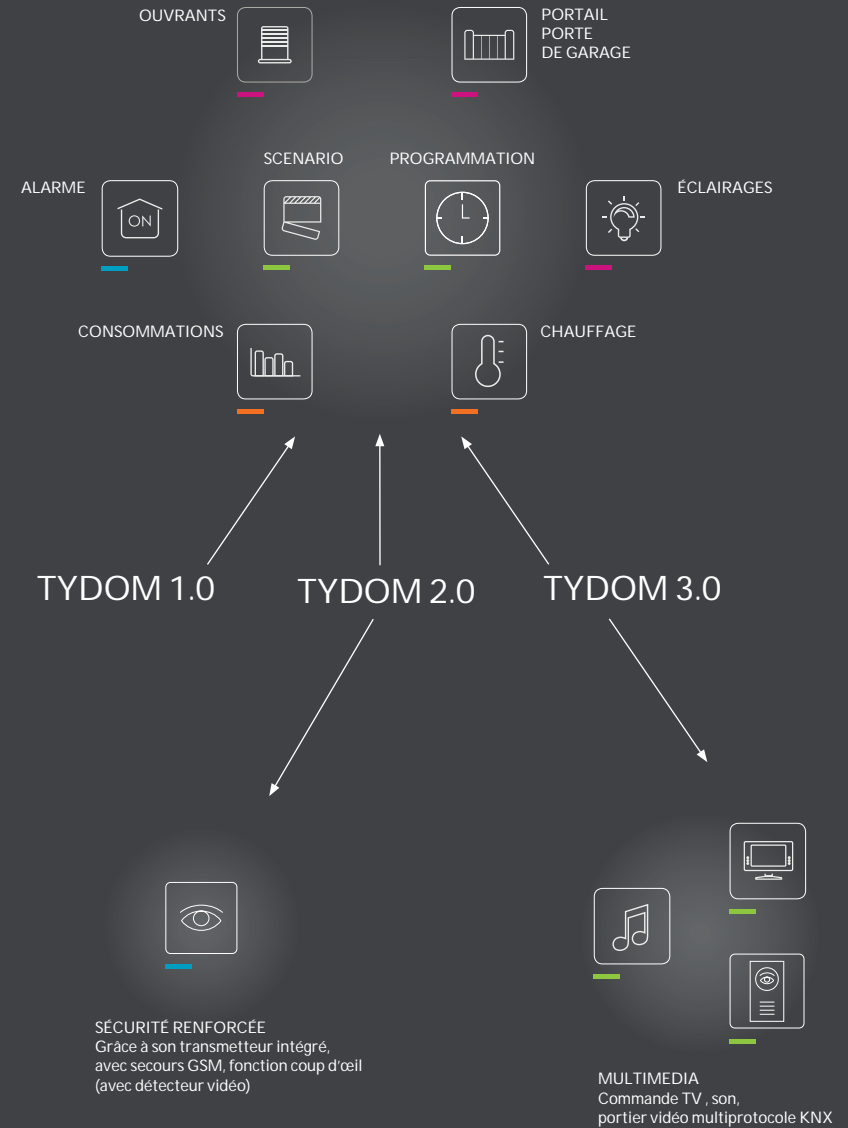 OUVRANTS
PORTAIL
PORTE
DE GARAGE
SCENARIO
PROGRAMMATION
ALARME
ON
ÉCLAIRAGES
CONSOMMATIONS
CHAUFFAGE
TYDOM 1.0
TYDOM 2.0
TYDOM 3.0
SÉCURITÉ RENFORCÉE
Grâce à son transmetteur intégré,
avec secours GSM, fonction coup d'œil
(avec détecteur vidéo)
MULTIMEDIA
Commande TV , son,
portier vidéo multiprotocole KNX